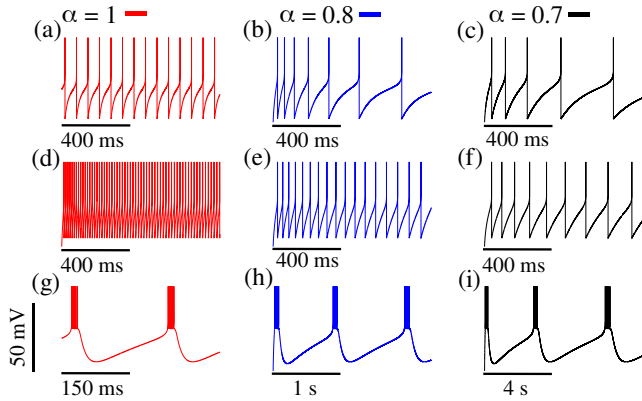 α = 1
α = 0.8
α = 0.7
(a)
(b)
(c)
400 ms
400 ms
400 ms
(d)
(e)
(f)
400 ms
400 ms
400 ms
(g)
(h)
(i)
50 mV
150 ms
1 s
4 s